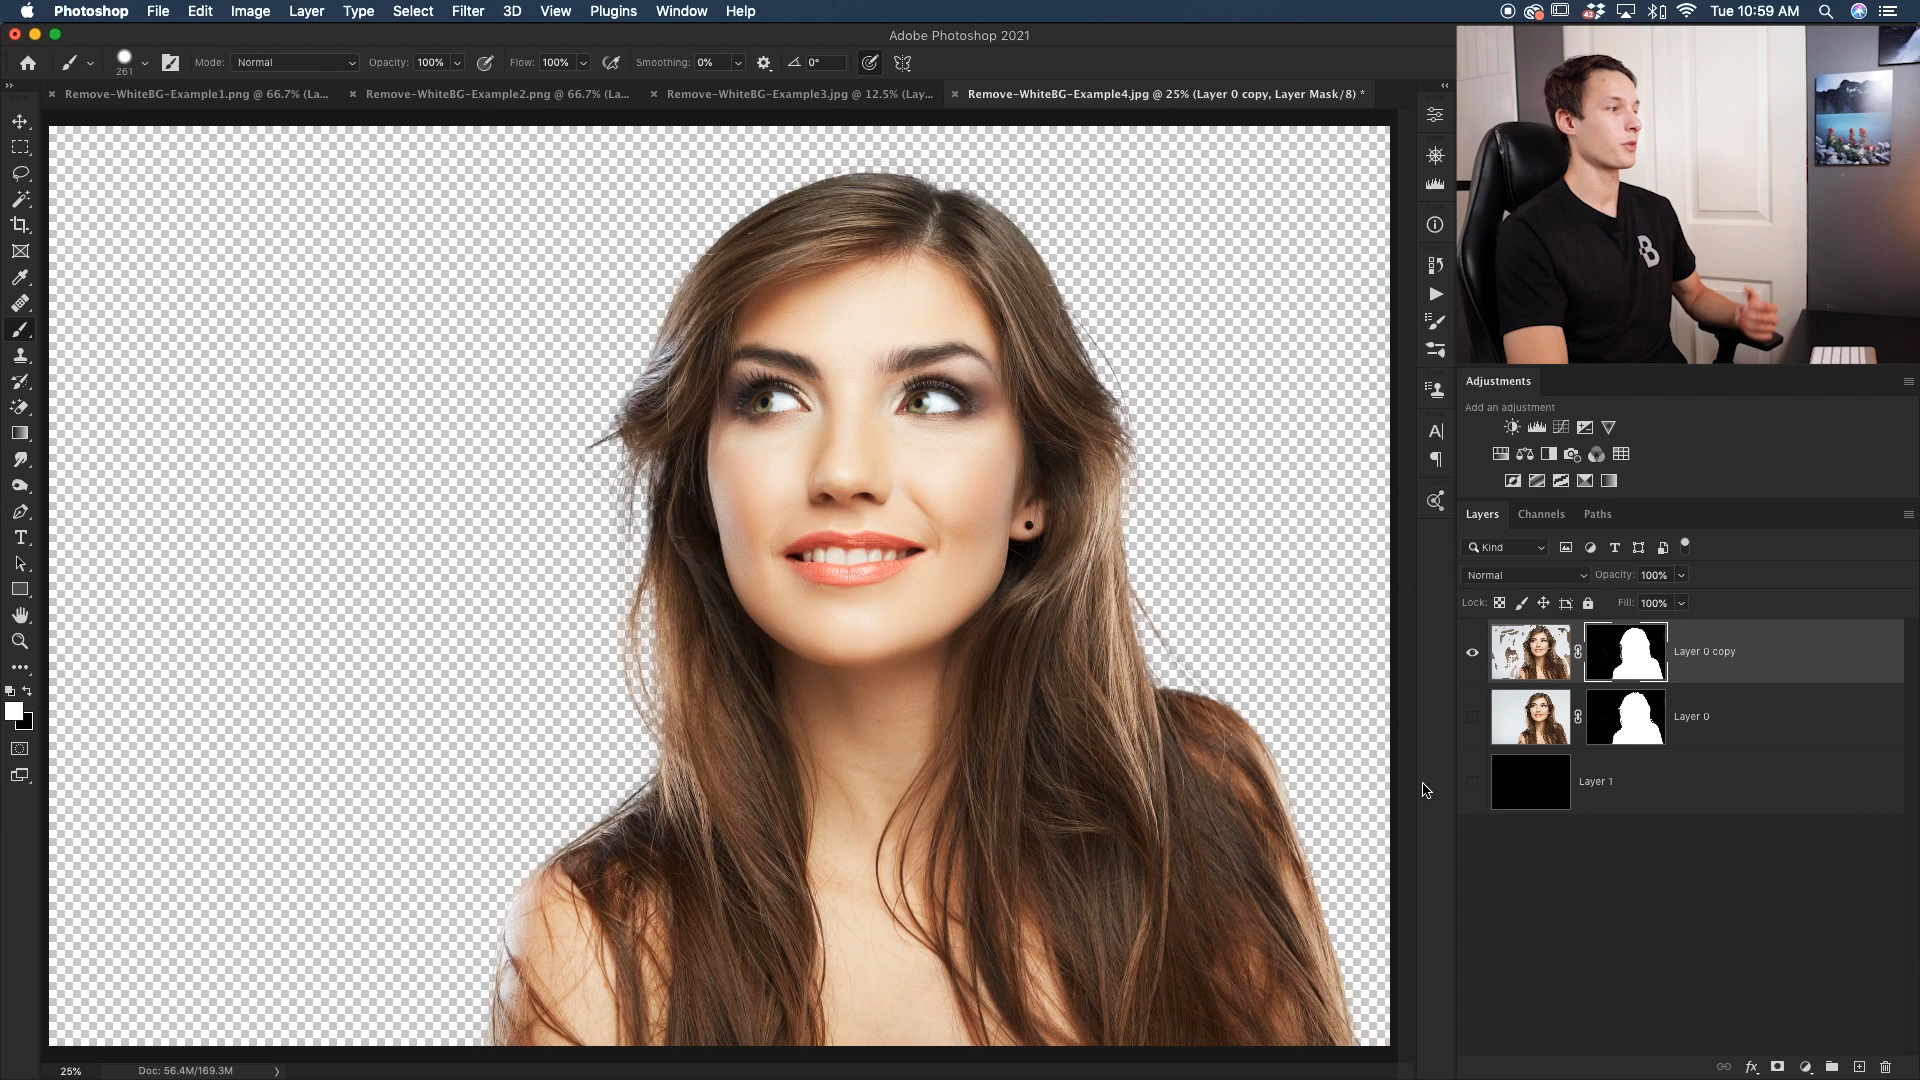 Photoshop File Edit Image Layer Type Select Filter 3D View Plugins Window Help
42 Tue 10:59 AM
Adobe Photoshop 2021
261 Mode: Normal Opacity: 100% Flow: 100% Smoothing: 0% 0°
Remove-WhiteBG-Example1.png @ 66.7% (La...
Remove-WhiteBG-Example2.png @ 66.7% (La...
Remove-WhiteBG-Example3.jpg @ 12.5% (Lay...
Remove-WhiteBG-Example4.jpg @ 25% (Layer 0 copy, Layer Mask/8) *
B
Adjustments
Add an adjustment
Layers Channels Paths
Kind
Normal Opacity: 100%
Lock: Fill: 100%
Layer 0 copy
Layer 0
Layer 1
fx
25% Doc: 56.4M/169.3M